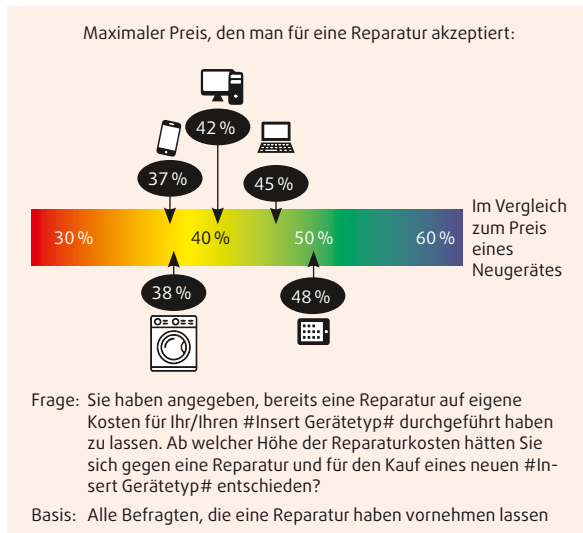 Maximaler Preis, den man für eine Reparatur akzeptiert:
42 %
37 %
45 %
30 %
40 %
50 %
60 %
Im Vergleich
zum Preis
eines
Neugerätes
38 %
48 %
Frage: Sie haben angegeben, bereits eine Reparatur auf eigene
Kosten für Ihr/Ihren #Insert Gerätetyp# durchgeführt haben
zu lassen. Ab welcher Höhe der Reparaturkosten hätten Sie
sich gegen eine Reparatur und für den Kauf eines neuen #In-
sert Gerätetyp# entschieden?
Basis: Alle Befragten, die eine Reparatur haben vornehmen lassen